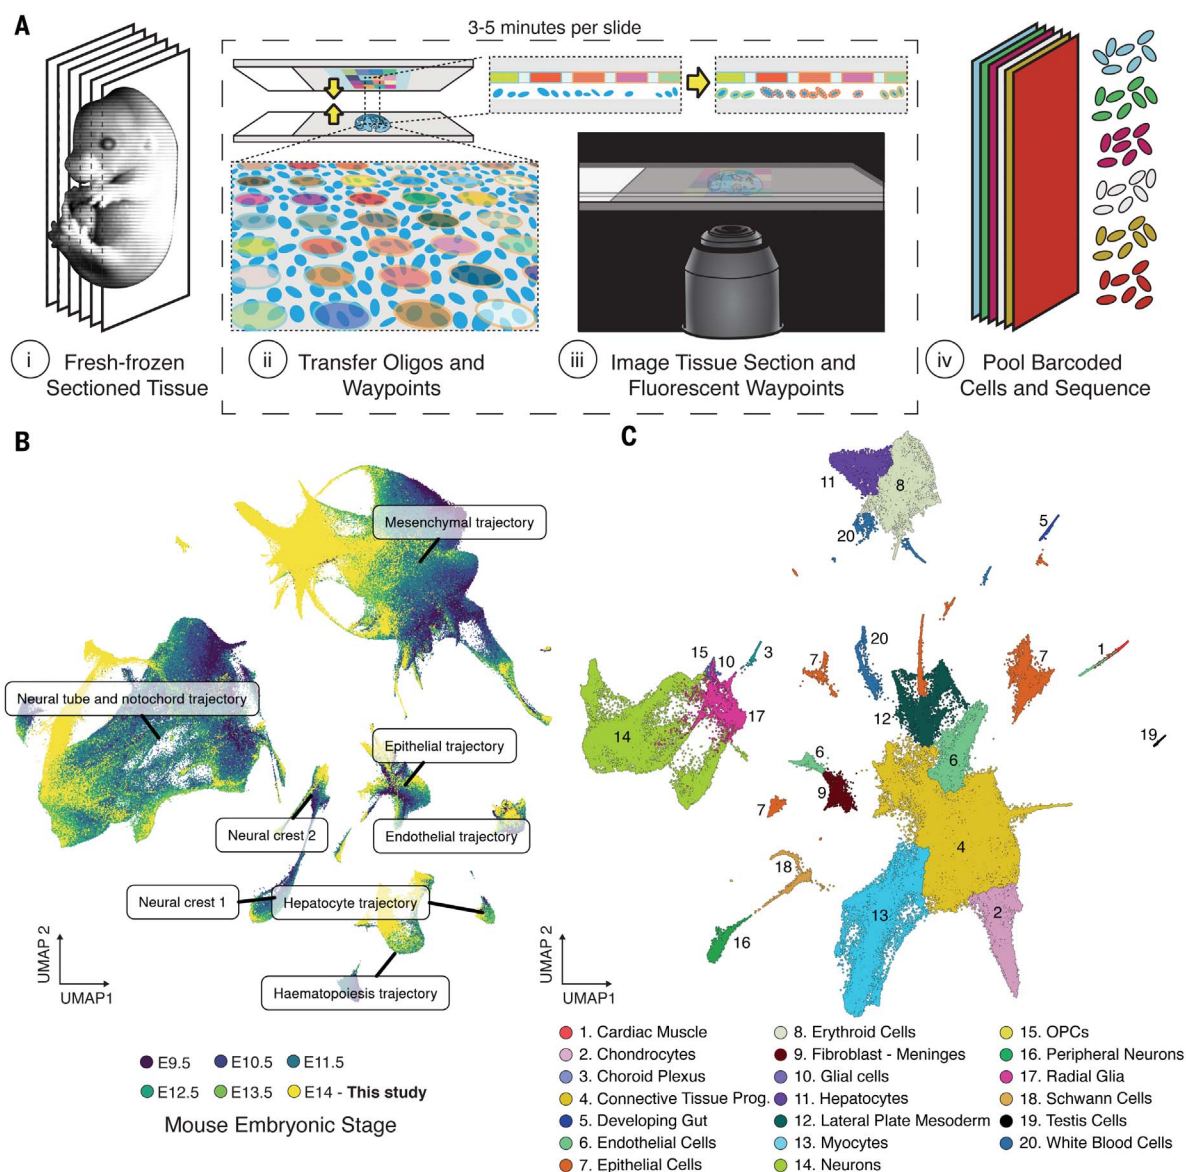 A
3-5 minutes per slide
i
Fresh-frozen
Sectioned Tissue
ii
Transfer Oligos and
Waypoints
iii
Image Tissue Section and
Fluorescent Waypoints
iv
Pool Barcoded
Cells and Sequence
B
Mesenchymal trajectory
Neural tube and notochord trajectory
Epithelial trajectory
Neural crest 2
Endothelial trajectory
Neural crest 1
Hepatocyte trajectory
Haematopoiesis trajectory
UMAP 2
UMAP1
E9.5
E10.5
E11.5
E12.5
E13.5
E14 - This study
Mouse Embryonic Stage
C
11
8
20
5
15
10
3
7
20
7
1
17
12
14
19
6
6
9
7
4
18
13
2
16
UMAP 2
UMAP1
1. Cardiac Muscle
2. Chondrocytes
3. Choroid Plexus
4. Connective Tissue Prog.
5. Developing Gut
6. Endothelial Cells
7. Epithelial Cells
8. Erythroid Cells
9. Fibroblast - Meninges
10. Glial cells
11. Hepatocytes
12. Lateral Plate Mesoderm
13. Myocytes
14. Neurons
15. OPCs
16. Peripheral Neurons
17. Radial Glia
18. Schwann Cells
19. Testis Cells
20. White Blood Cells